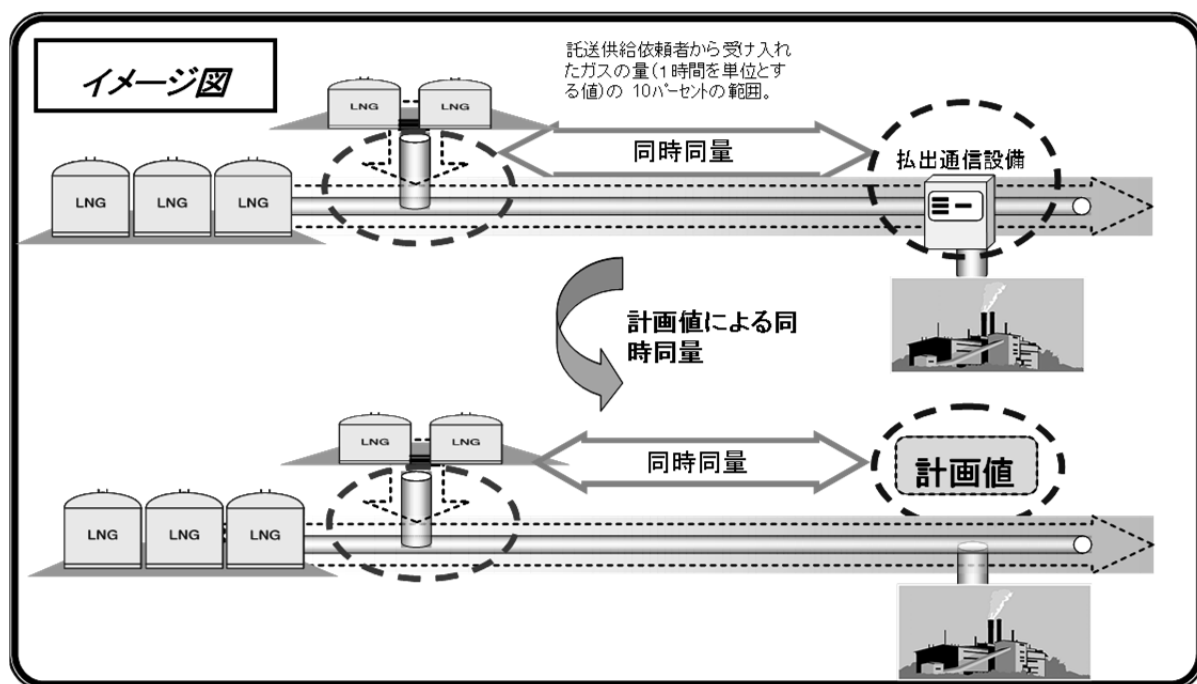 イメージ図
託送供給依頼者から受け入れ
たガスの量(1時間を単位とす
る値)の 10パーセントの範囲。
LNG
LNG
同時同量
払出通信設備
LNG
LNG
LNG
計画値による同
時同量
LNG
LNG
同時同量
計画値
LNG
LNG
LNG